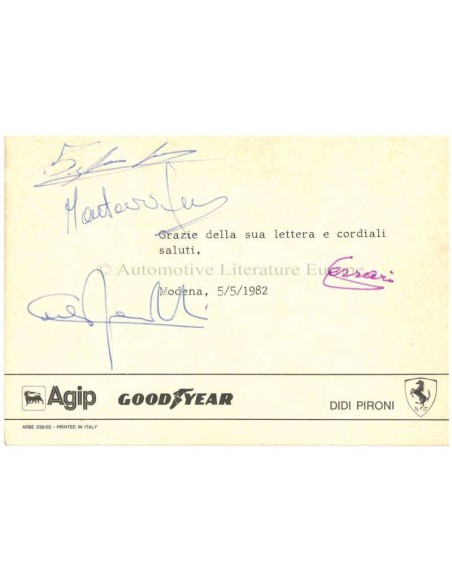 Grazie della sua lettera e cordiali
saluti,
© Automotive Literature Europe
Ferrari
Modena, 5/5/1982
Agip GOODYEAR DIDI PIRONI
S F
ARBE 239/82 - PRINTED IN ITALY